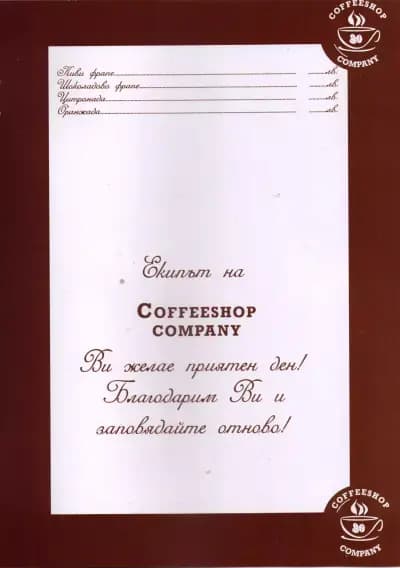 COFFEESHOP
COMPANY
Пиви фрапе........................................................ ........лв.
Шоколадово фрапе................................................ ........лв.
Цитронада........................................................ ........лв.
Оранжада........................................................ ........лв.
Екипът на
COFFEESHOP
COMPANY
Ви желае приятен ден!
Благодарим Ви и
заповядайте отново!
COFFEESHOP
COMPANY